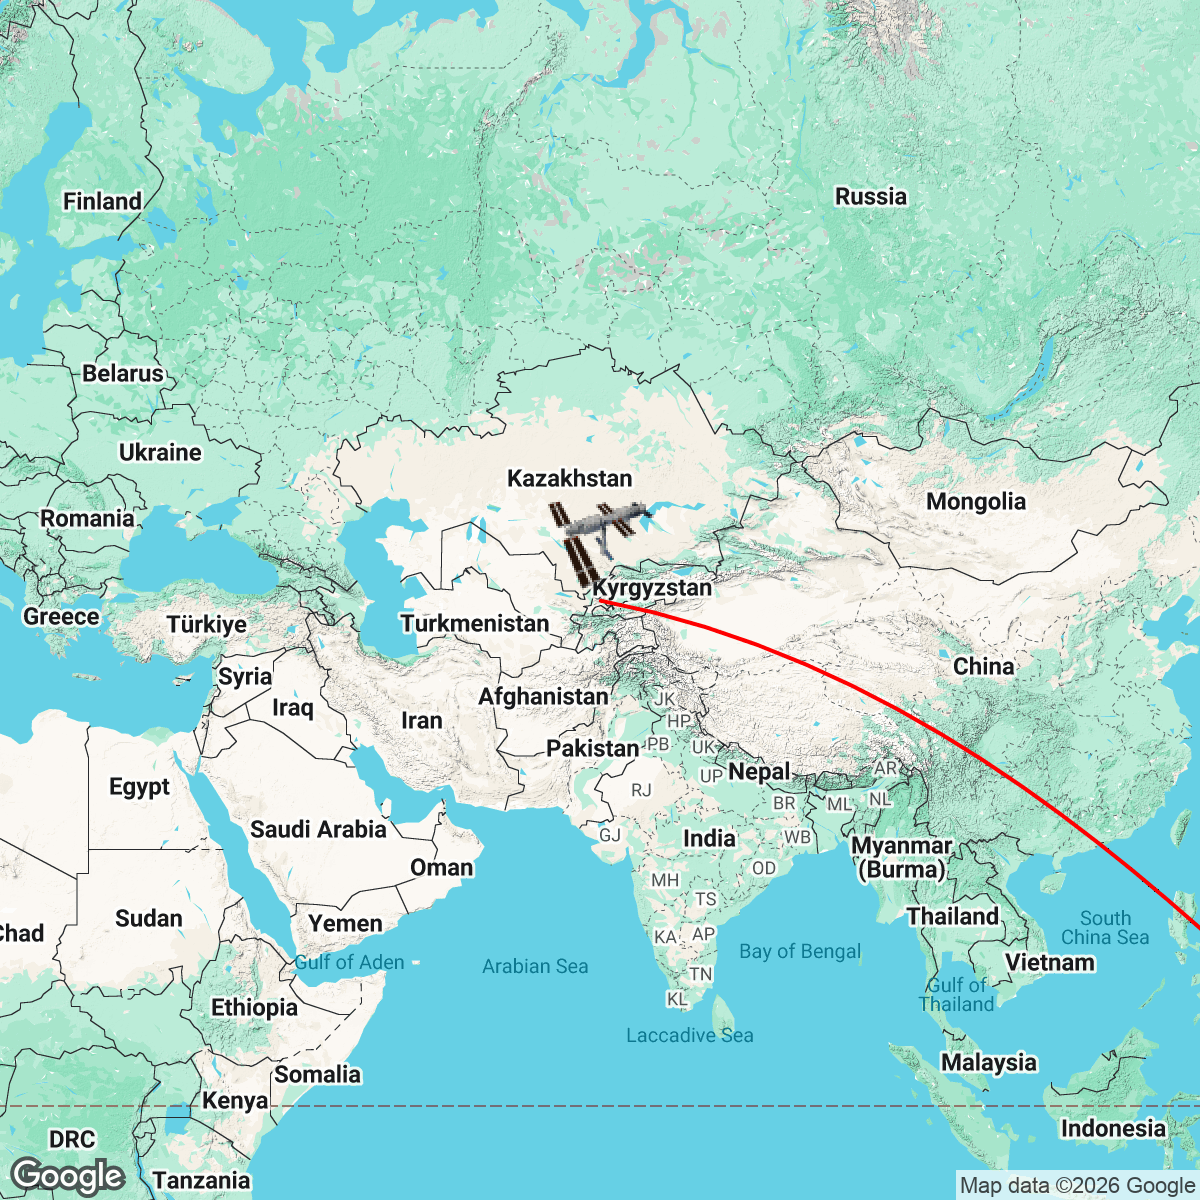 Finland
Russia
Belarus
Ukraine
Kazakhstan
Mongolia
Romania
Kyrgyzstan
Greece
Türkiye
Turkmenistan
China
Syria
Afghanistan
Iraq
Iran
JK
HP
Pakistan
PB
UK
Nepal
UP
AR
Egypt
RJ
BR
ML
NL
Saudi Arabia
GJ
India
WB
Myanmar
(Burma)
Oman
OD
MH
TS
Sudan
Yemen
Thailand
South
China Sea
Chad
KA
AP
Bay of Bengal
Vietnam
Gulf of Aden
Arabian Sea
TN
Gulf of
Thailand
KL
Ethiopia
Laccadive Sea
Malaysia
Somalia
Kenya
DRC
Indonesia
Tanzania
Google
Map data ©2026 Google